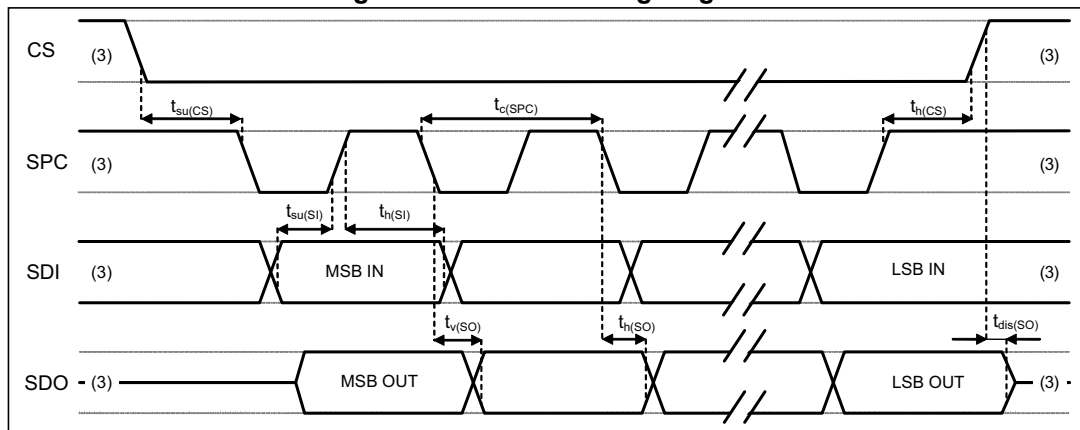 CS (3) (3)
t_su(CS) t_c(SPC) t_h(CS)
SPC (3) (3)
t_su(SI) t_h(SI)
SDI (3) MSB IN LSB IN (3)
t_v(SO) t_h(SO) t_dis(SO)
SDO (3) MSB OUT LSB OUT (3)